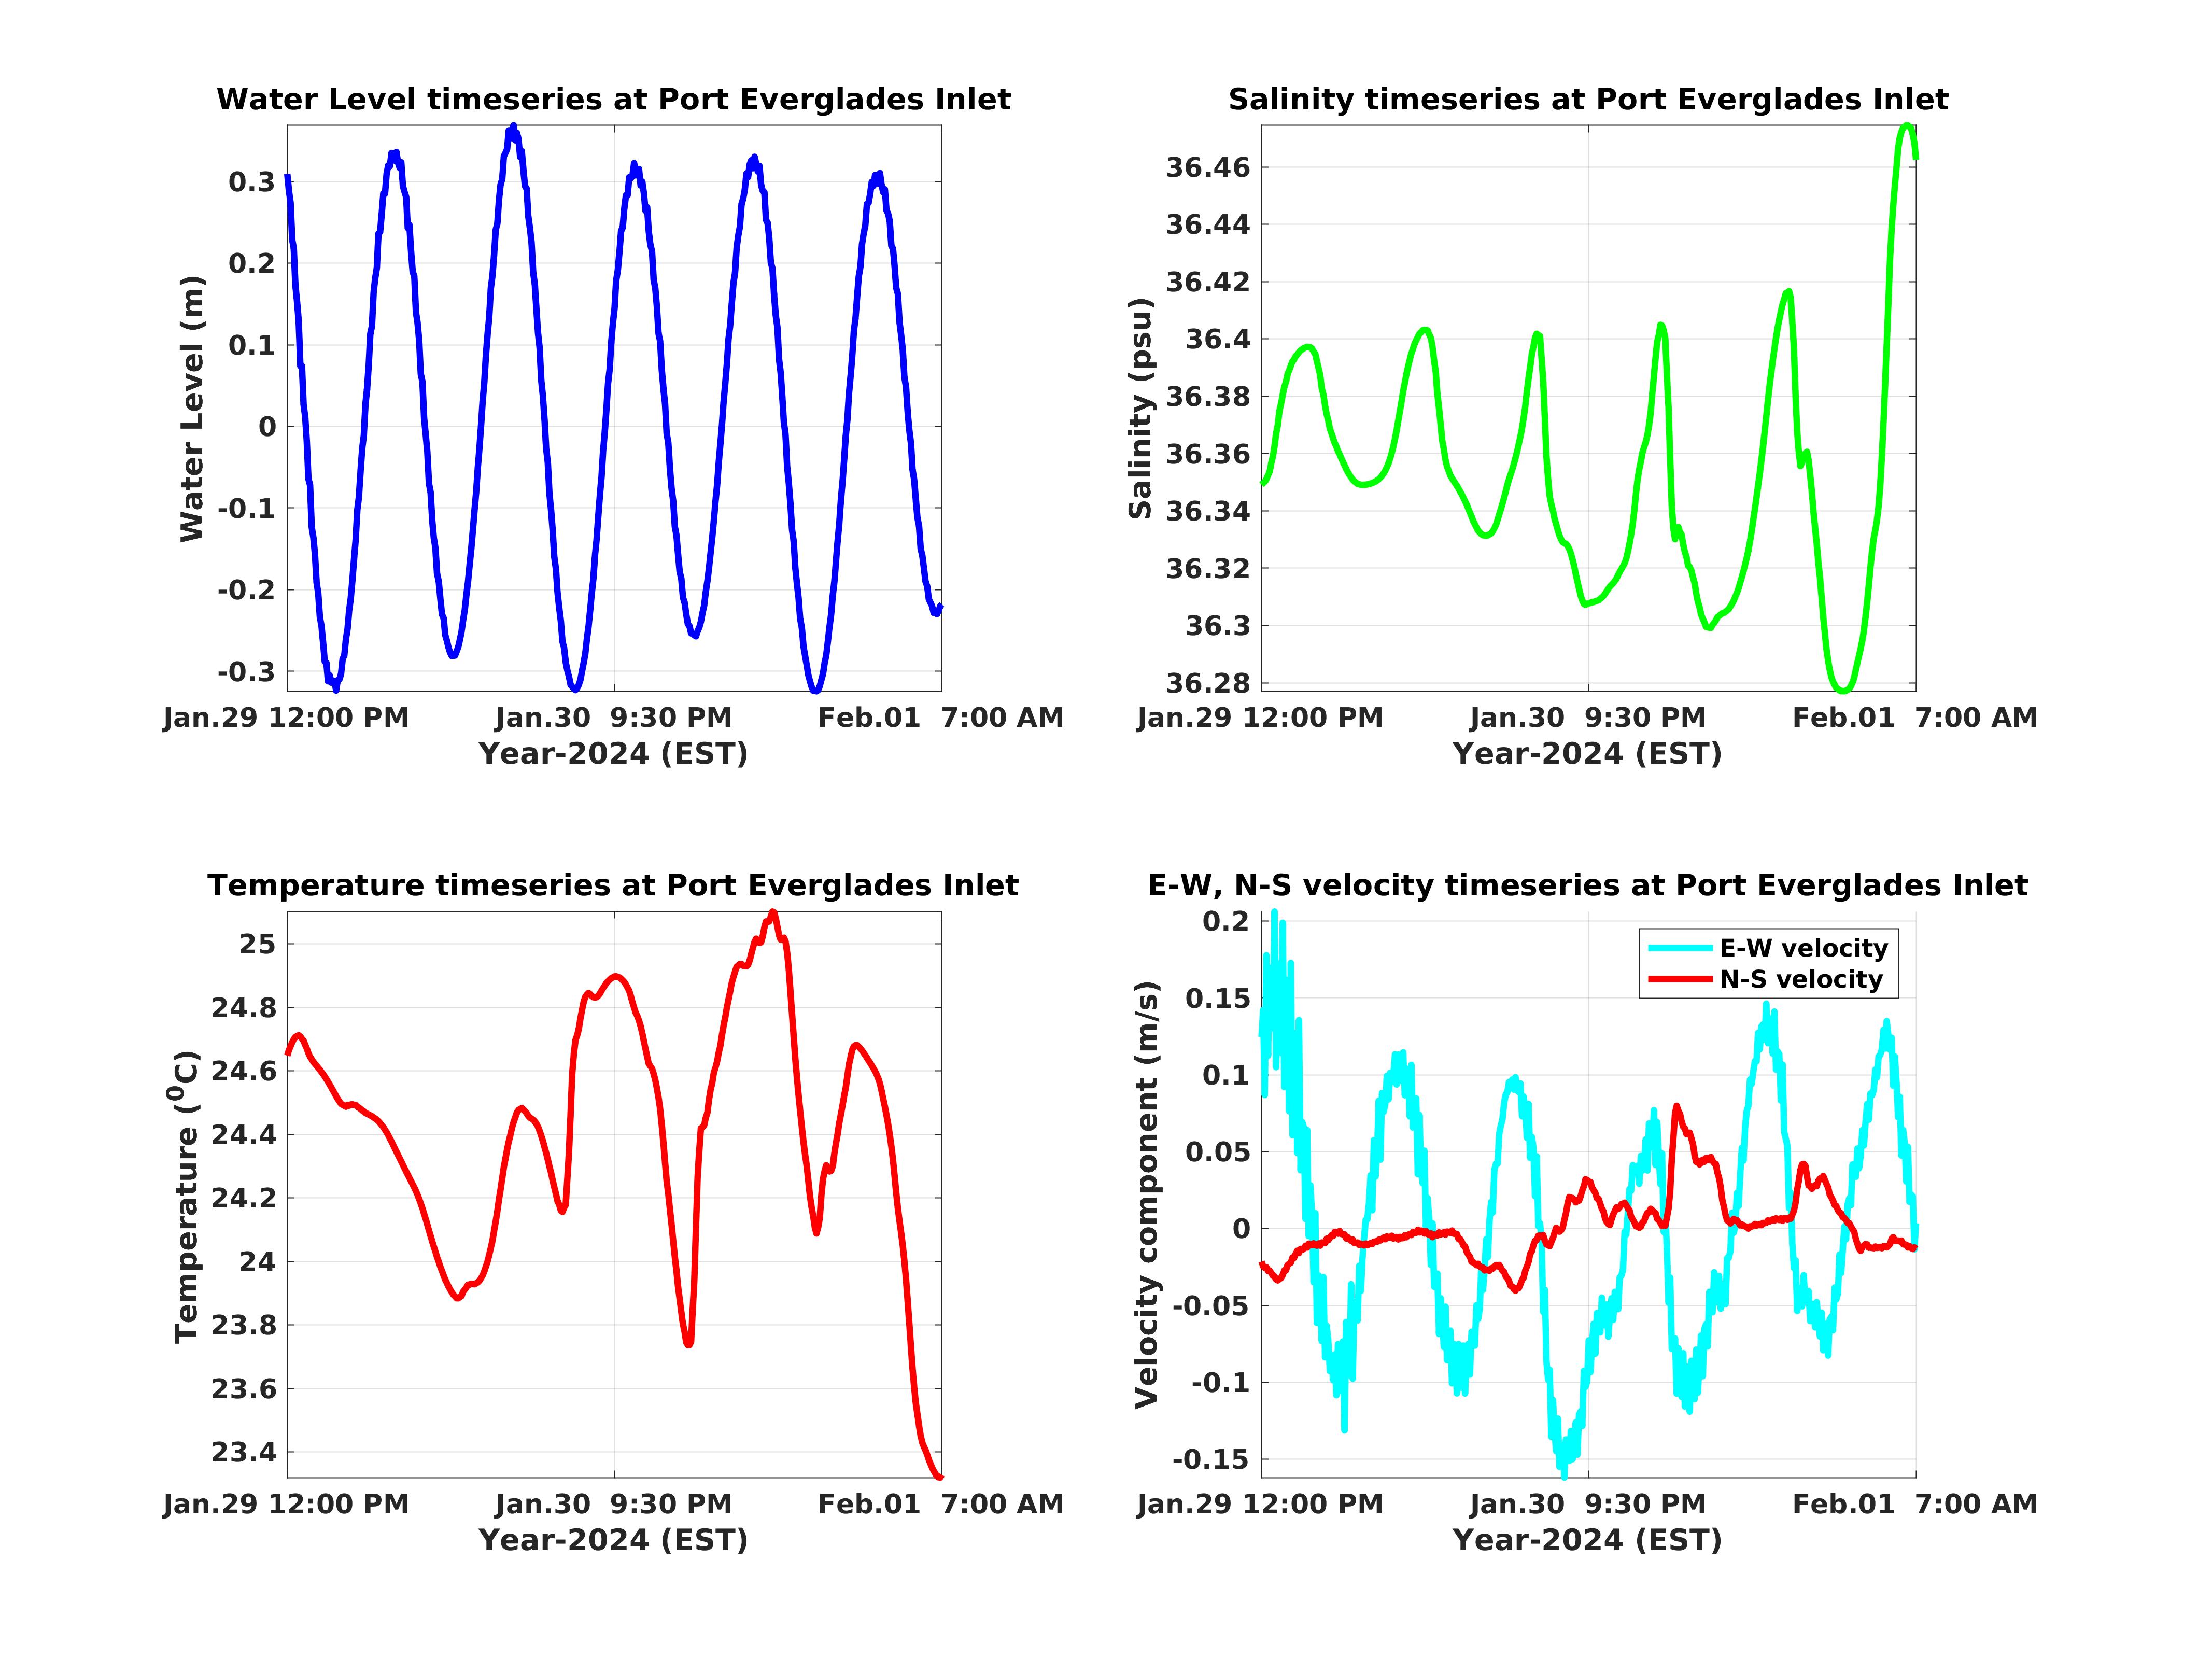 Water Level timeseries at Port Everglades Inlet
Water Level (m)
0.3
0.2
0.1
0
-0.1
-0.2
-0.3
Jan.29 12:00 PM
Jan.30  9:30 PM
Feb.01  7:00 AM
Year-2024 (EST)
Salinity timeseries at Port Everglades Inlet
Salinity (psu)
36.46
36.44
36.42
36.4
36.38
36.36
36.34
36.32
36.3
36.28
Jan.29 12:00 PM
Jan.30  9:30 PM
Feb.01  7:00 AM
Year-2024 (EST)
Temperature timeseries at Port Everglades Inlet
Temperature (⁰C)
25
24.8
24.6
24.4
24.2
24
23.8
23.6
23.4
Jan.29 12:00 PM
Jan.30  9:30 PM
Feb.01  7:00 AM
Year-2024 (EST)
E-W, N-S velocity timeseries at Port Everglades Inlet
Velocity component (m/s)
0.2
0.15
0.1
0.05
0
-0.05
-0.1
-0.15
E-W velocity
N-S velocity
Jan.29 12:00 PM
Jan.30  9:30 PM
Feb.01  7:00 AM
Year-2024 (EST)